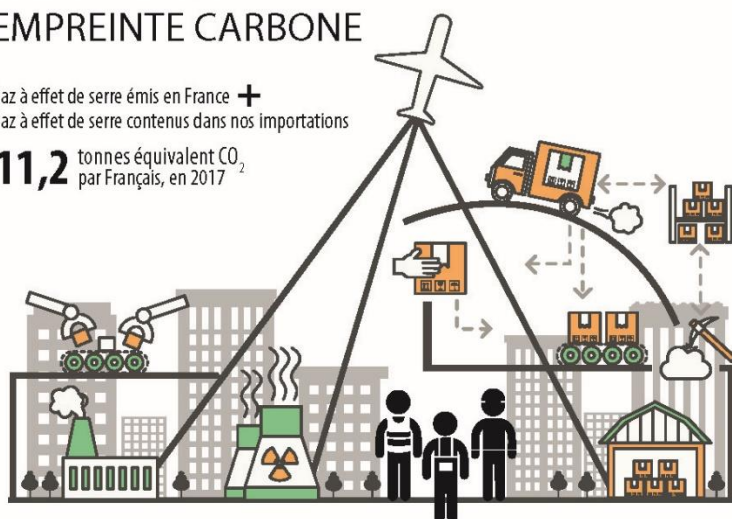 EMPREINTE CARBONE
az à effet de serre émis en France +
az à effet de serre contenus dans nos importations
11,2 tonnes équivalent CO₂
par Français, en 2017